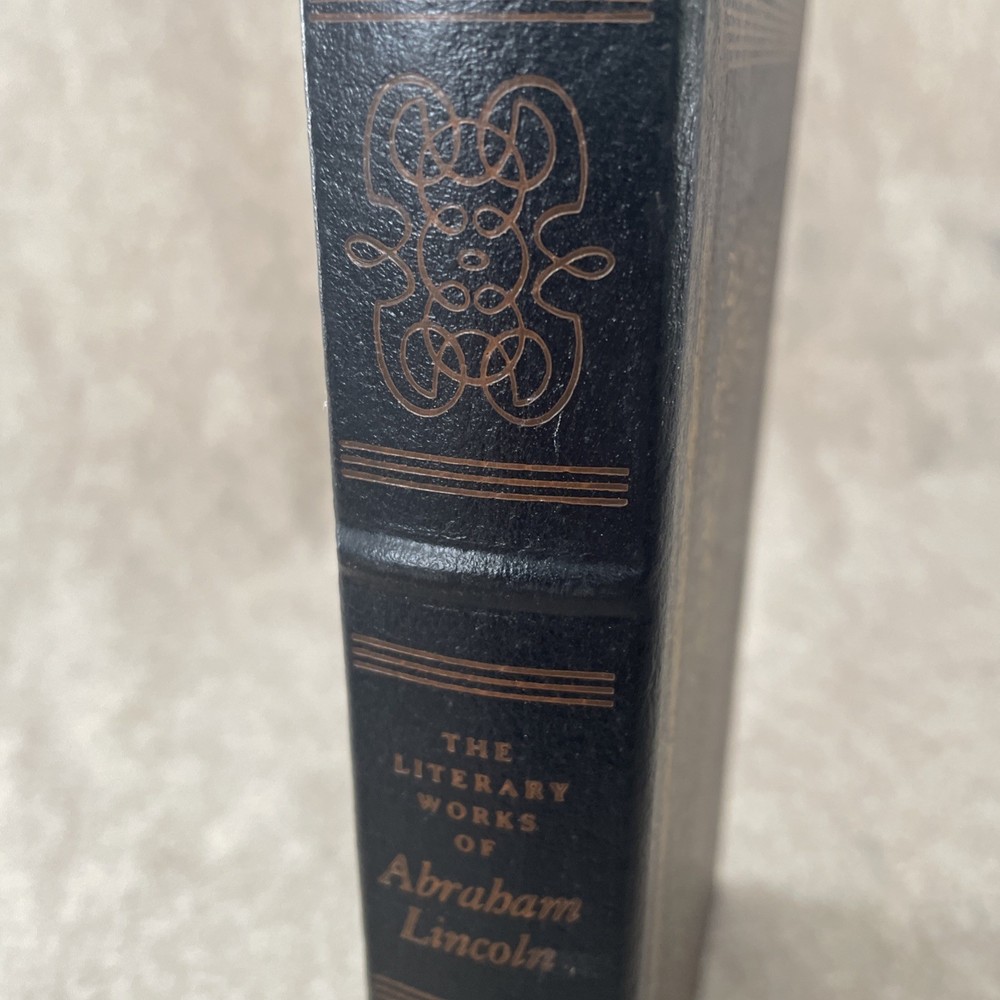 THE
LITERARY
WORKS
OF
Abraham
Lincoln